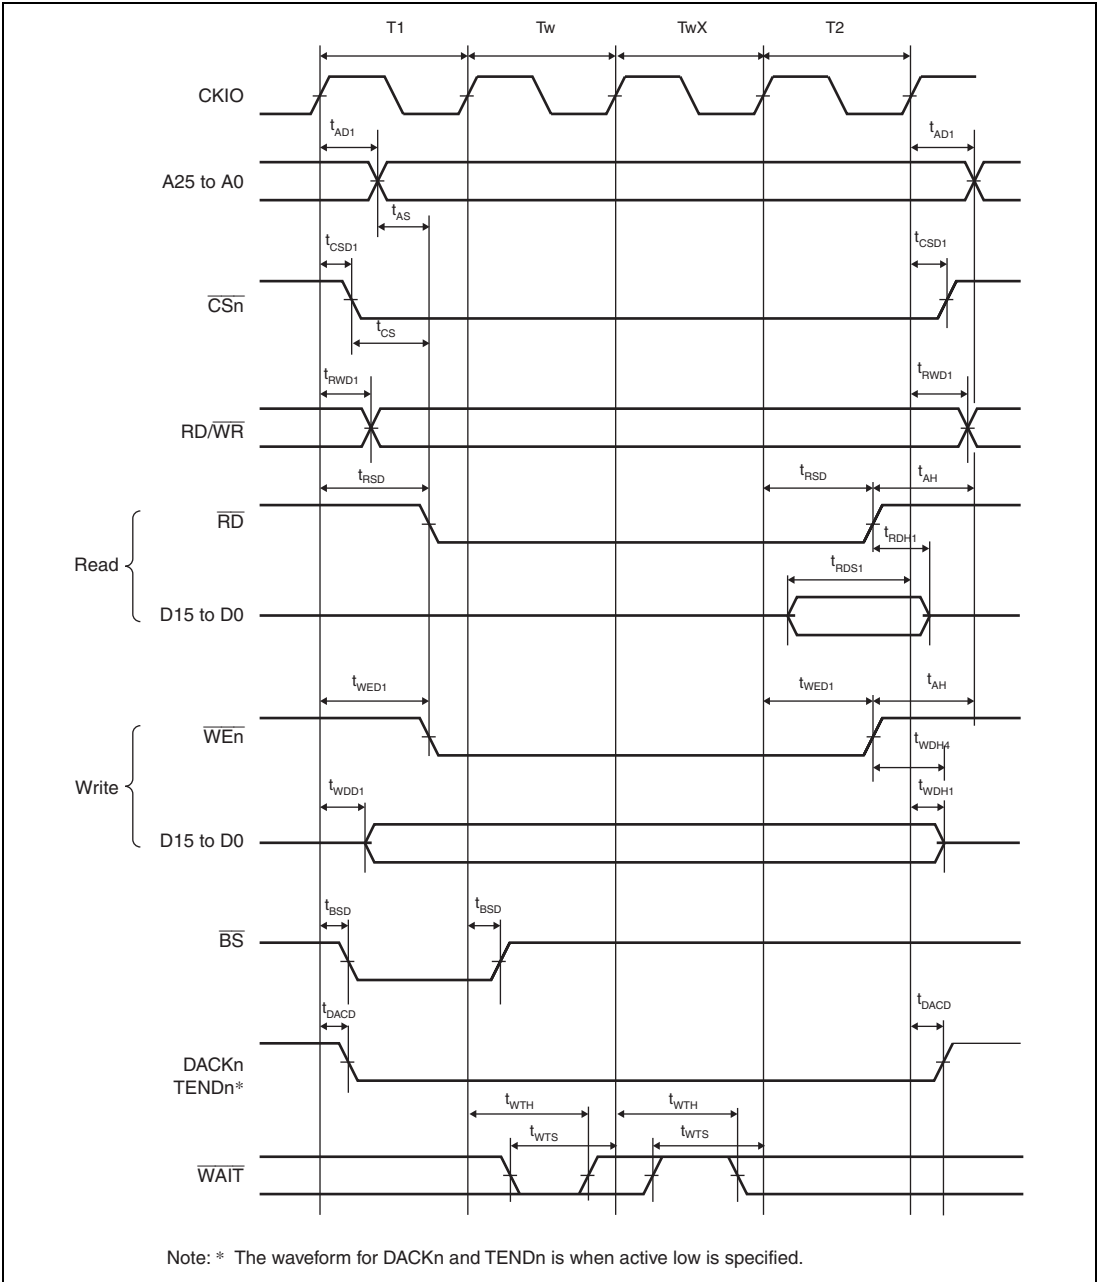 T1 Tw TwX T2
CKIO
tAD1 tAD1
A25 to A0
tAS
tCSD1 tCSD1
CSn
tCS
tRWD1 tRWD1
RD/WR
tRSD tRSD tAH
RD
tRDH1
Read
tRDS1
D15 to D0
tWED1 tWED1 tAH
WEn
tWDH4
Write
tWDD1 tWDH1
D15 to D0
tBSD tBSD
BS
tDACD tDACD
DACKn
TENDn*
tWTH tWTH
tWTS tWTS
WAIT
Note: * The waveform for DACKn and TENDn is when active low is specified.